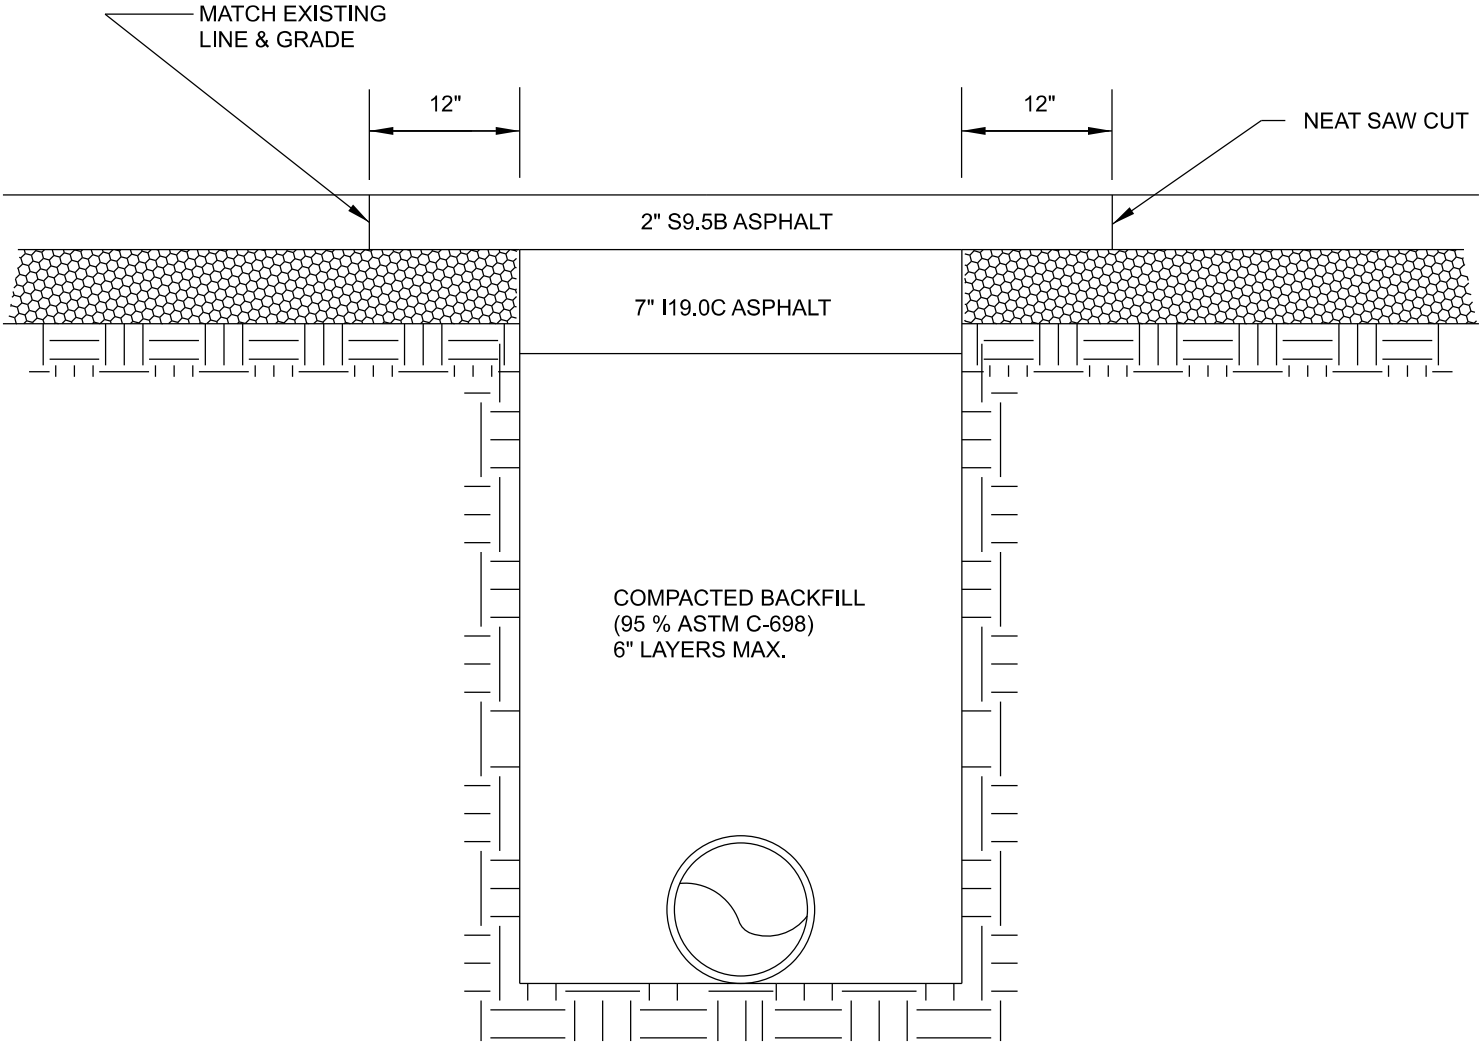 MATCH EXISTING
LINE & GRADE
12"
12"
NEAT SAW CUT
2" S9.5B ASPHALT
7" I19.0C ASPHALT
COMPACTED BACKFILL
(95 % ASTM C-698)
6" LAYERS MAX.